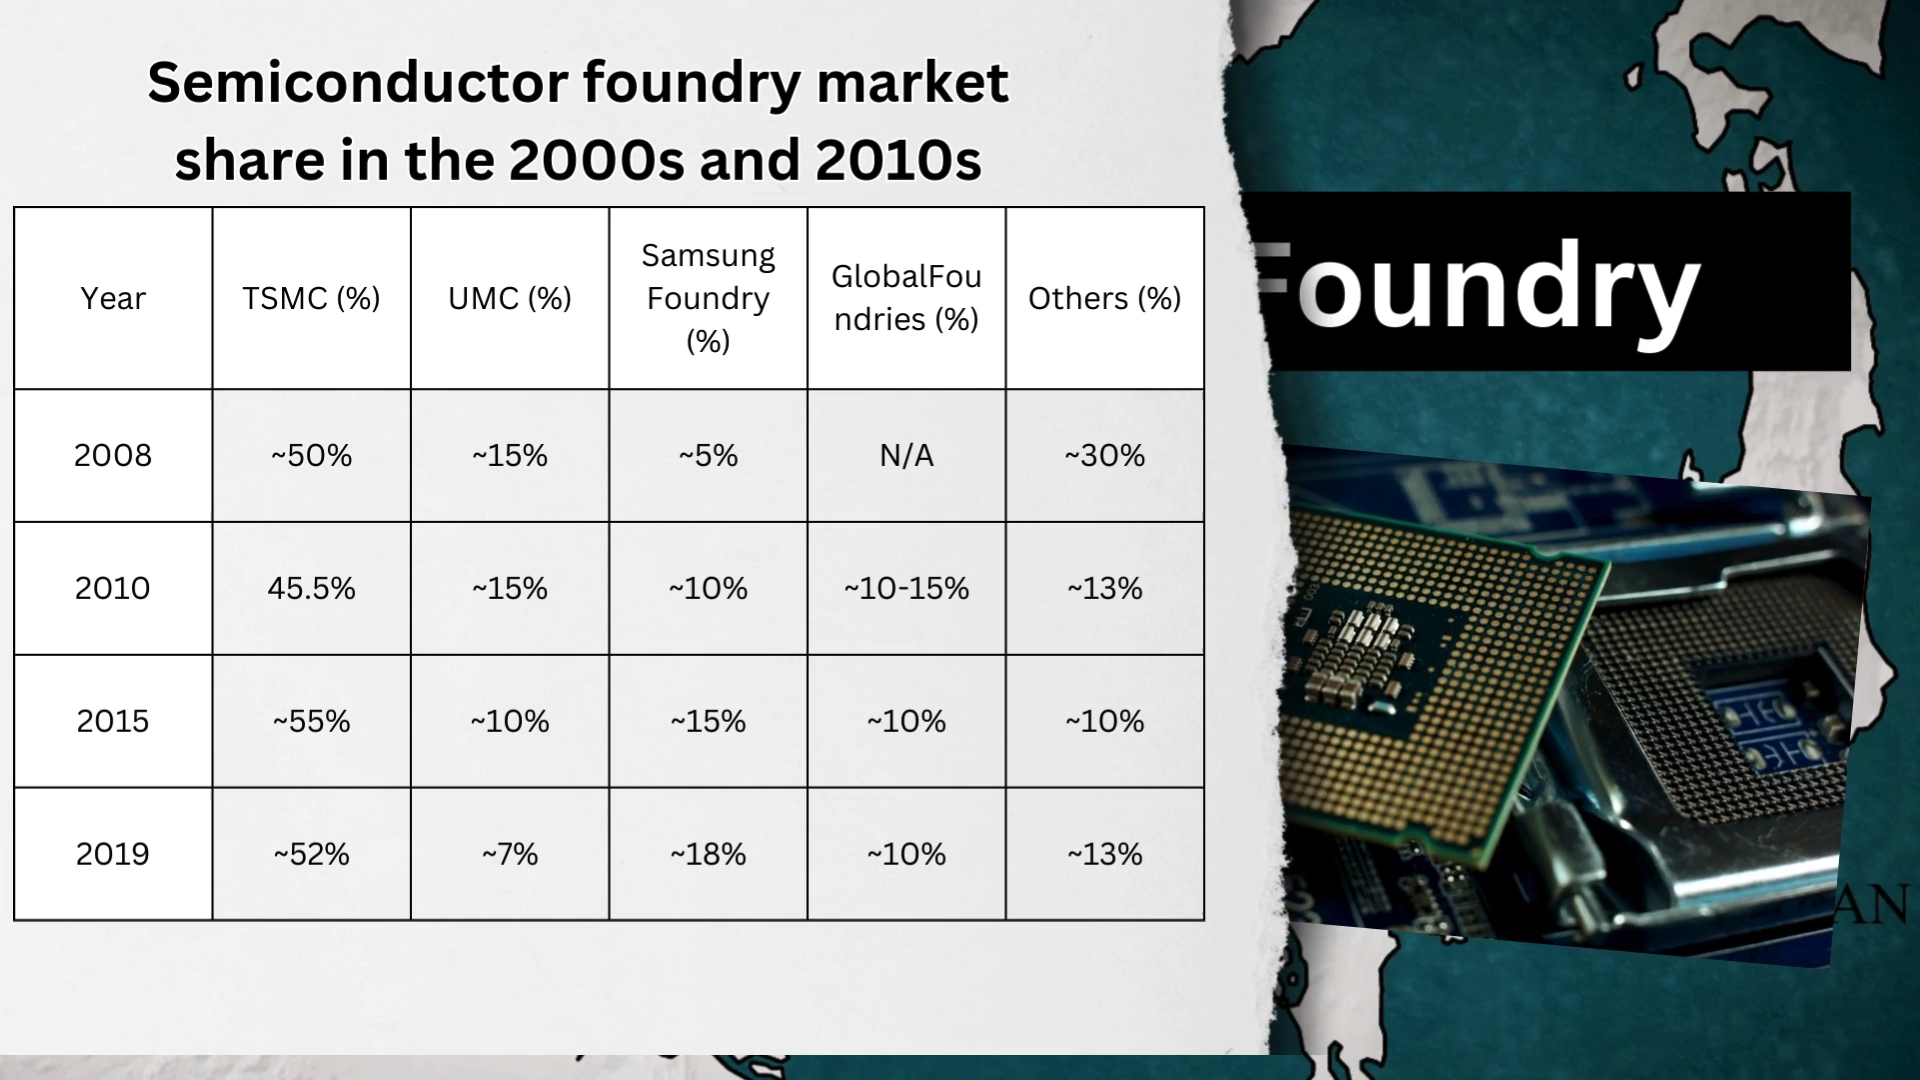 Semiconductor foundry market
share in the 2000s and 2010s
Year
TSMC (%)
UMC (%)
Samsung
Foundry
(%)
GlobalFou
ndries (%)
Others (%)
2008
~50%
~15%
~5%
N/A
~30%
2010
45.5%
~15%
~10%
~10-15%
~13%
2015
~55%
~10%
~15%
~10%
~10%
2019
~52%
~7%
~18%
~10%
~13%
Foundry
AN